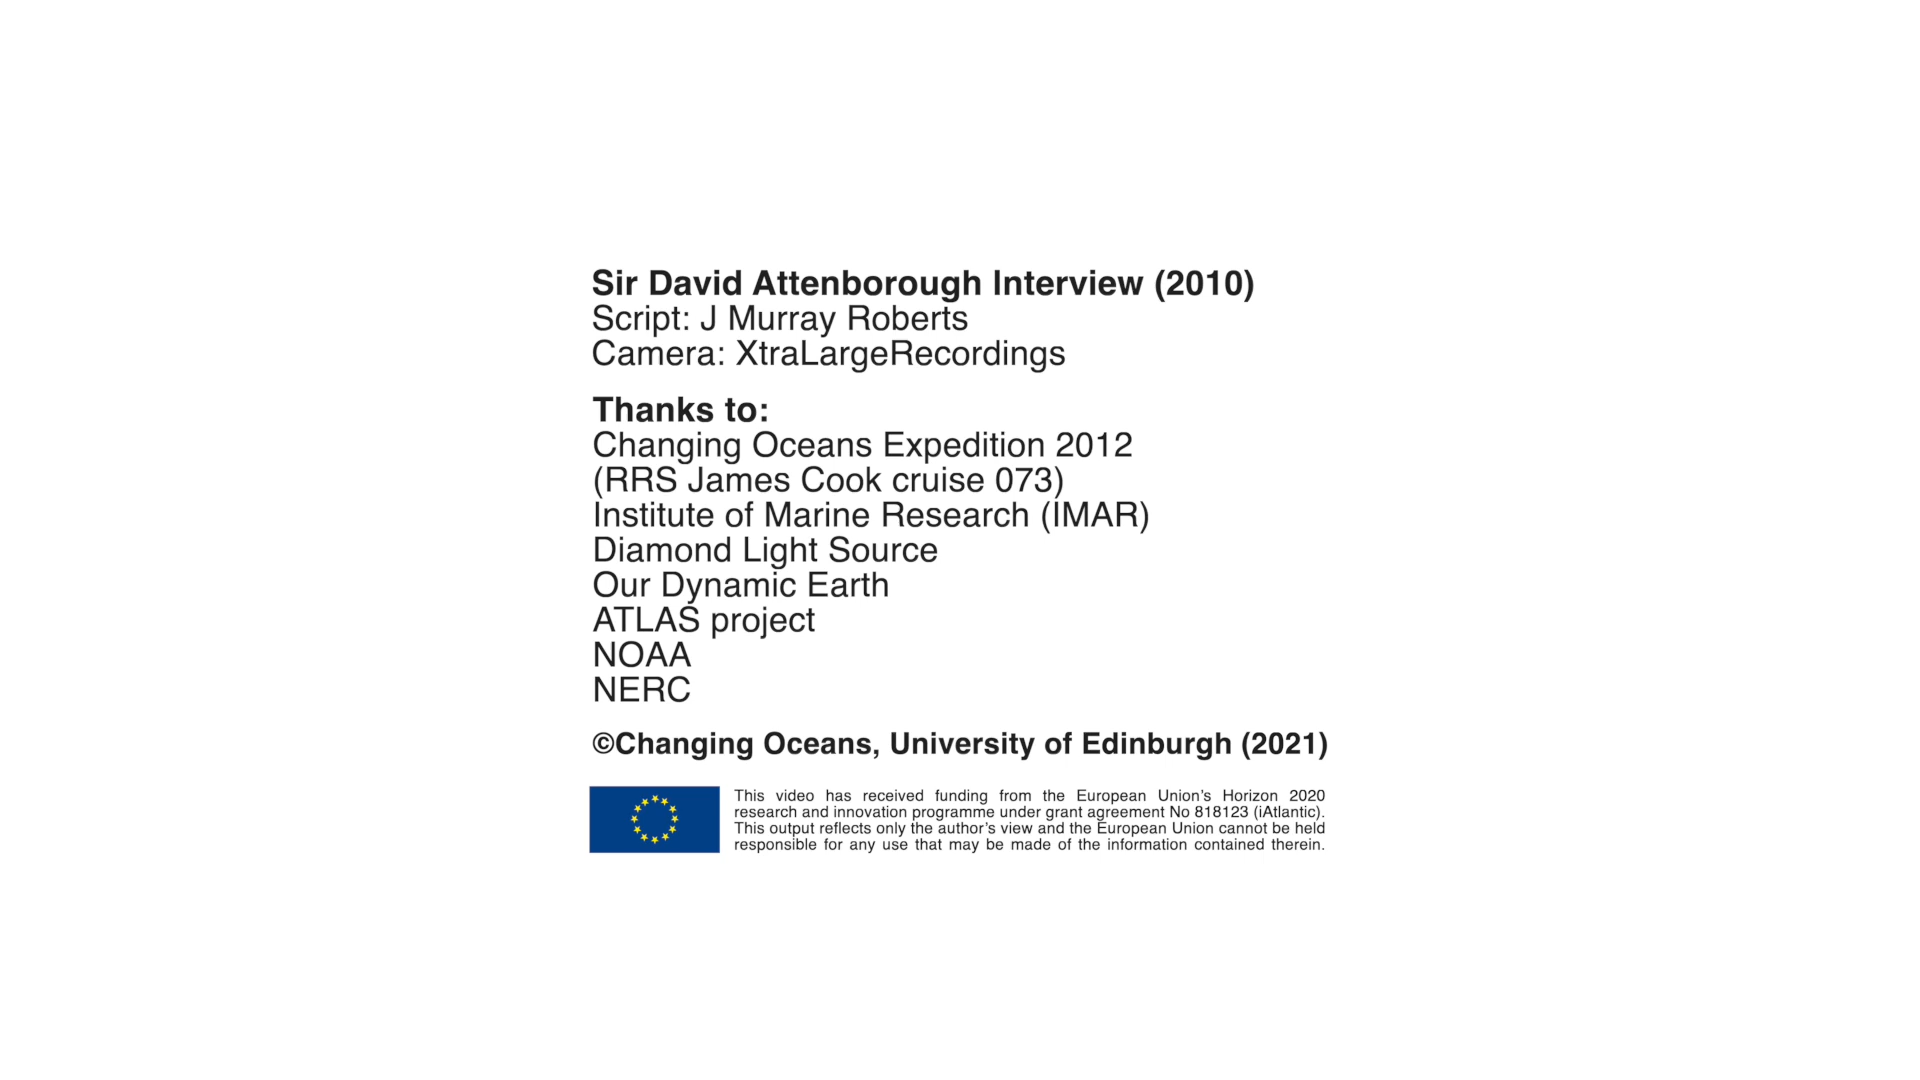 Sir David Attenborough Interview (2010)
Script: J Murray Roberts
Camera: XtraLargeRecordings
Thanks to:
Changing Oceans Expedition 2012
(RRS James Cook cruise 073)
Institute of Marine Research (IMAR)
Diamond Light Source
Our Dynamic Earth
ATLAS project
NOAA
NERC
©Changing Oceans, University of Edinburgh (2021)
This video has received funding from the European Union's Horizon 2020
research and innovation programme under grant agreement No 818123 (iAtlantic).
This output reflects only the author's view and the European Union cannot be held
responsible for any use that may be made of the information contained therein.